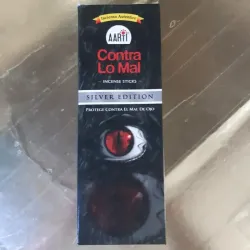 Incienso Auténtico
AARTI
Contra
Lo Mal
INCENSE STICKS
SILVER EDITION
PROTEGE CONTRA EL MAL DE OJO